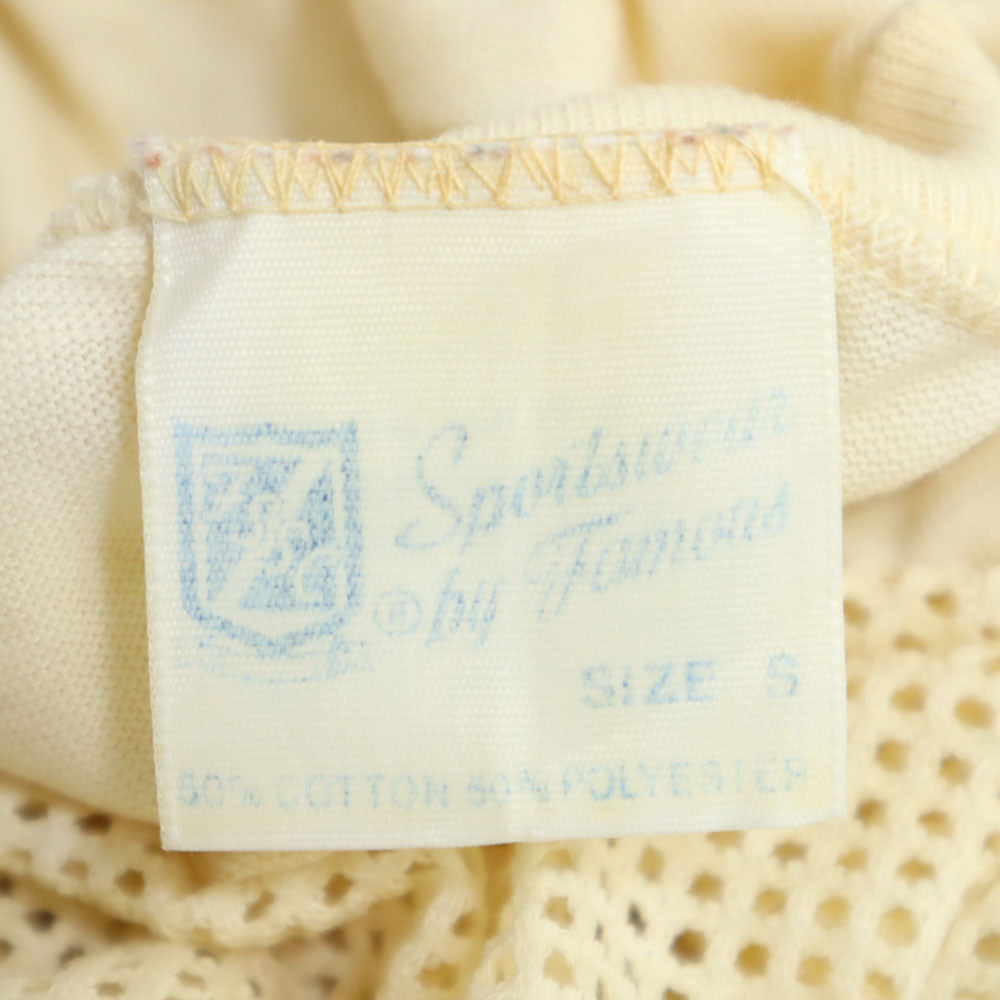 Sportswear
® by Famous
SIZE S
50% COTTON 50% POLYESTER